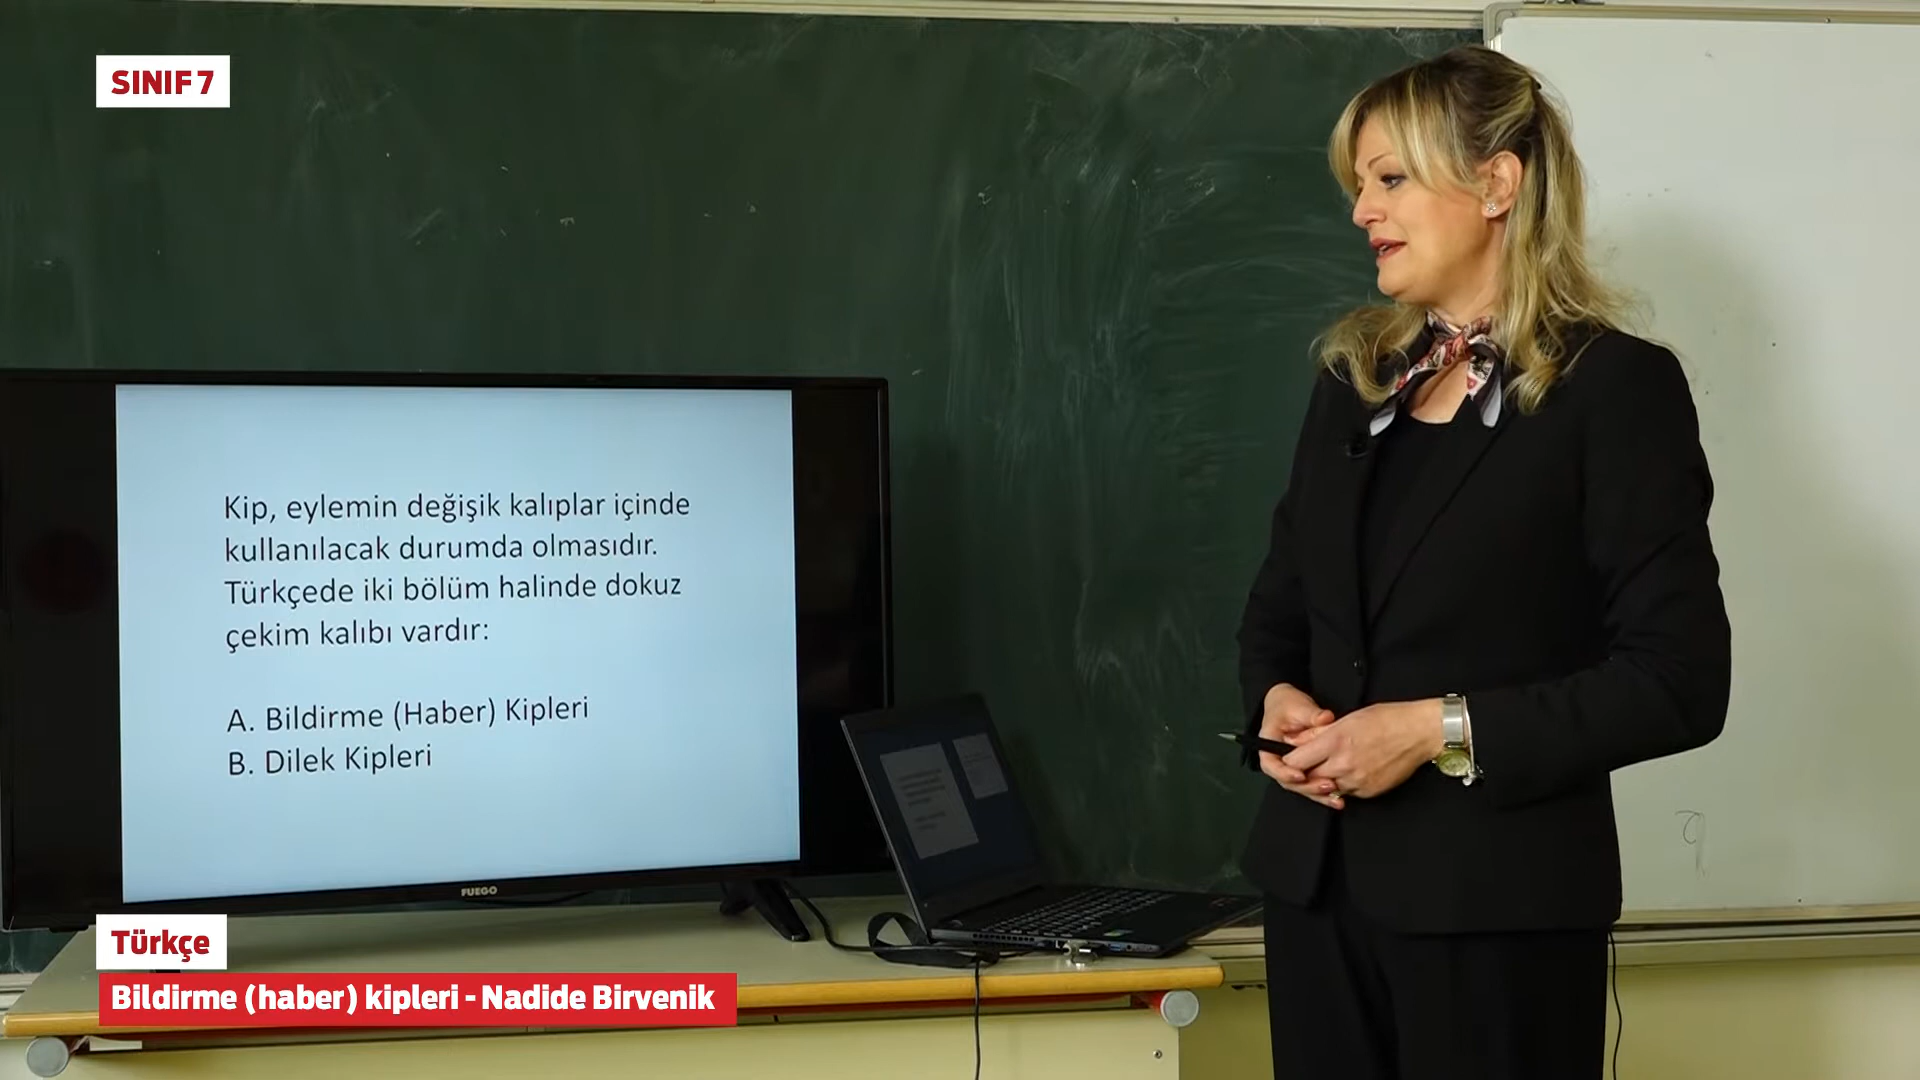 SINIF 7
Kip, eylemin değişik kalıplar içinde
kullanılacak durumda olmasıdır.
Türkçede iki bölüm halinde dokuz
çekim kalıbı vardır:
A. Bildirme (Haber) Kipleri
B. Dilek Kipleri
FUEGO
Türkçe
Bildirme (haber) kipleri - Nadide Birvenik